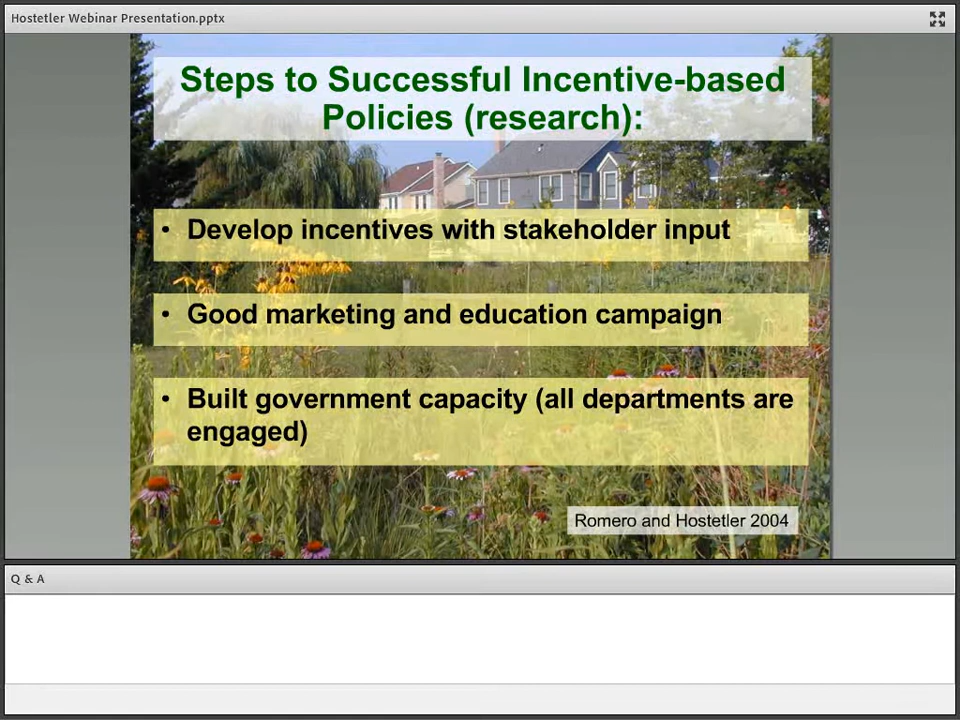 Hostetler Webinar Presentation.pptx
Steps to Successful Incentive-based
Policies (research):
• Develop incentives with stakeholder input
• Good marketing and education campaign
• Built government capacity (all departments are
engaged)
Romero and Hostetler 2004
Q & A